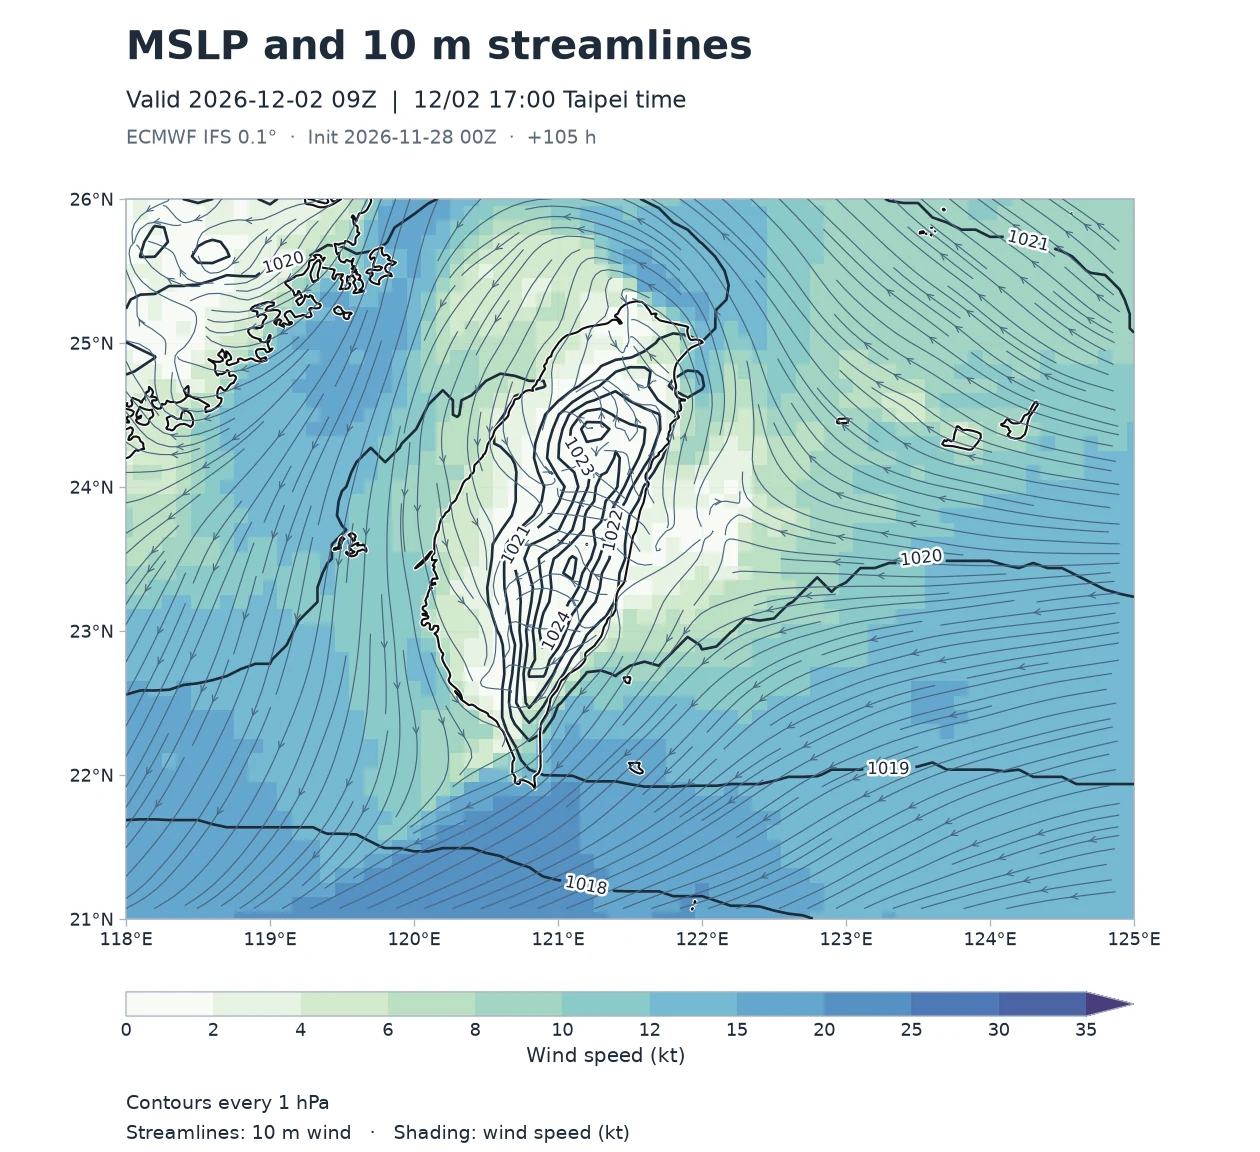 MSLP and 10 m streamlines
Valid 2026-12-02 09Z | 12/02 17:00 Taipei time
ECMWF IFS 0.1° · Init 2026-11-28 00Z · +105 h
26°N
25°N
24°N
23°N
22°N
21°N
1020
1021
1023
1022
1021
1020
1024
1019
1018
118°E 119°E 120°E 121°E 122°E 123°E 124°E 125°E
0 2 4 6 8 10 12 15 20 25 30 35
Wind speed (kt)
Contours every 1 hPa
Streamlines: 10 m wind · Shading: wind speed (kt)